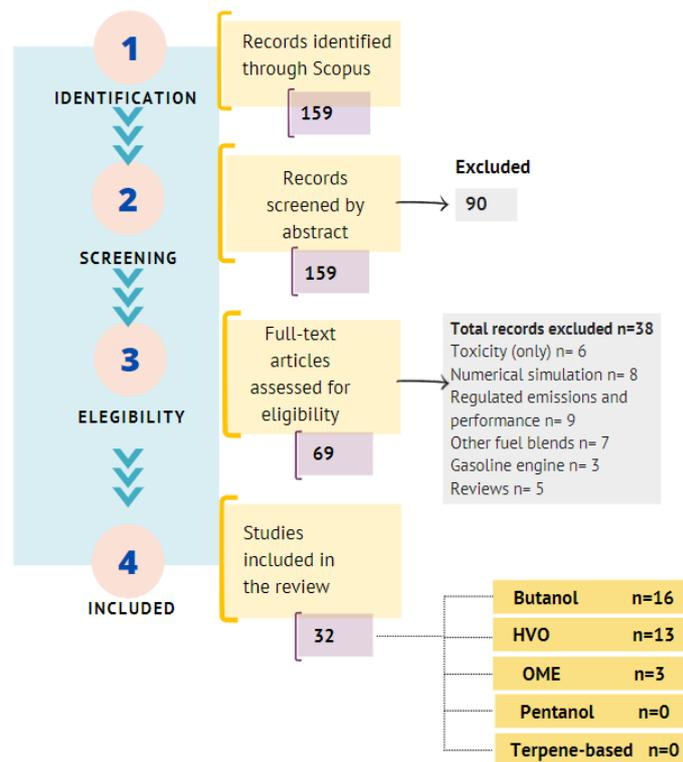 1
IDENTIFICATION
Records identified
through Scopus
159
2
SCREENING
Records
screened by
abstract
159
Excluded
90
3
ELEGIBILITY
Full-text
articles
assessed for
eligibility
69
Total records excluded n=38
Toxicity (only) n= 6
Numerical simulation n= 8
Regulated emissions and
performance n= 9
Other fuel blends n= 7
Gasoline engine n= 3
Reviews n= 5
4
INCLUDED
Studies
included in
the review
32
Butanol n=16
HVO n=13
OME n=3
Pentanol n=0
Terpene-based n=0